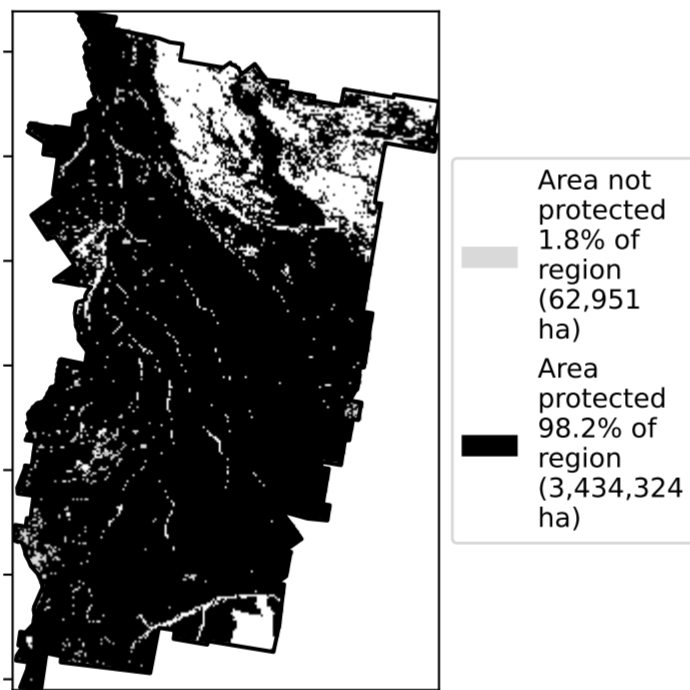 Area not
protected
1.8% of
region
(62,951
ha)
Area
protected
98.2% of
region
(3,434,324
ha)